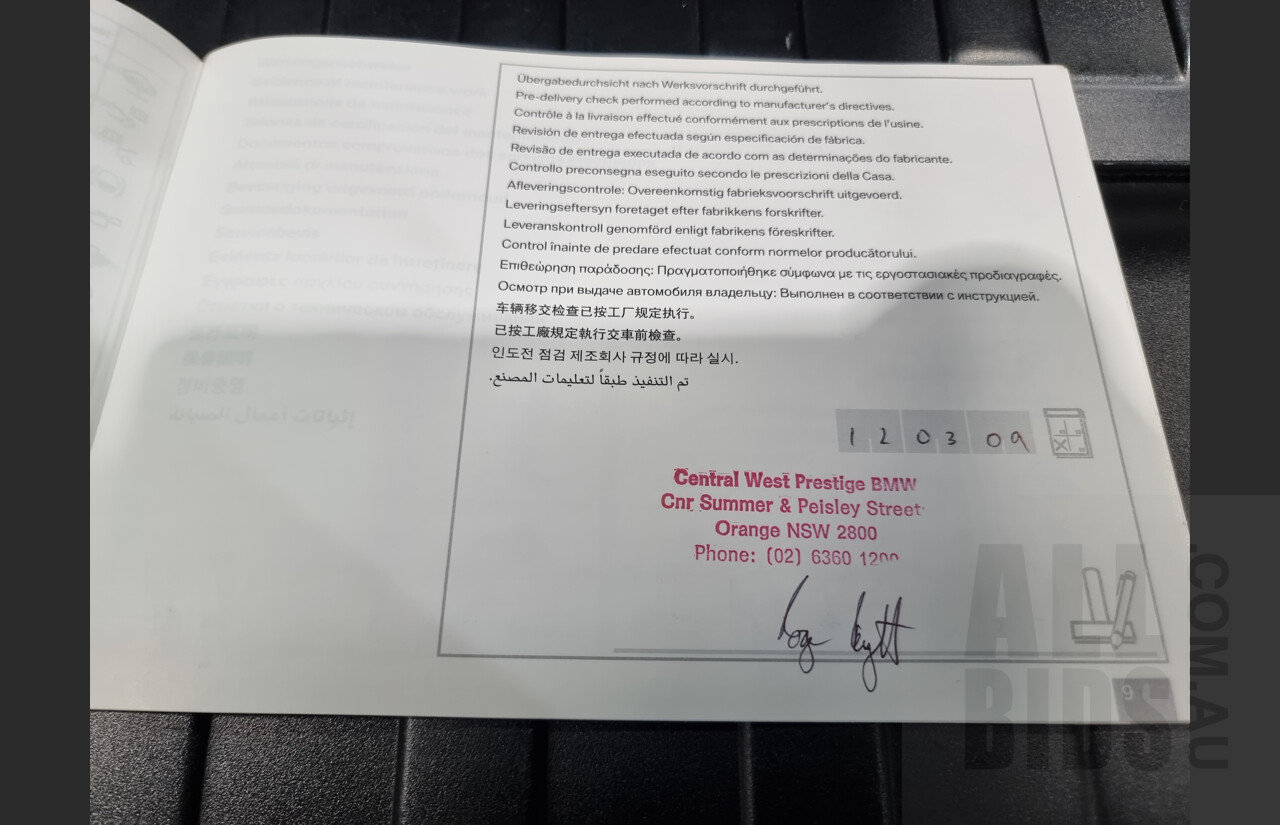 Übergabedurchsicht nach Werksvorschrift durchgeführt.
Pre-delivery check performed according to manufacturer's directives.
Contrôle à la livraison effectué conformément aux prescriptions de l'usine.
Revisión de entrega efectuada según especificación de fábrica.
Revisão de entrega executada de acordo com as determinações do fabricante.
Controllo preconsegna eseguito secondo le prescrizioni della Casa.
Afleveringscontrole: Overeenkomstig fabrieksvoorschrift uitgevoerd.
Leveringseftersyn foretaget efter fabrikkens forskrifter.
Leveranskontroll genomförd enligt fabrikens föreskrifter.
Control înainte de predare efectuat conform normelor producătorului.
Επιθεώρηση παράδοσης: Πραγματοποιήθηκε σύμφωνα με τις εργοστασιακές προδιαγραφές.
Осмотр при выдаче автомобиля владельцу: Выполнен в соответствии с инструкцией.
车辆移交检查已按工厂规定执行。
已按工廠規定執行交車前檢查。
인도전 점검 제조회사 규정에 따라 실시.
تم التنفيذ طبقاً لتعليمات المصنع.
12 03 09
Central West Prestige BMW
Cnr Summer & Peisley Street
Orange NSW 2800
Phone: (02) 6360
9
ALL
BIDS
.COM.AU